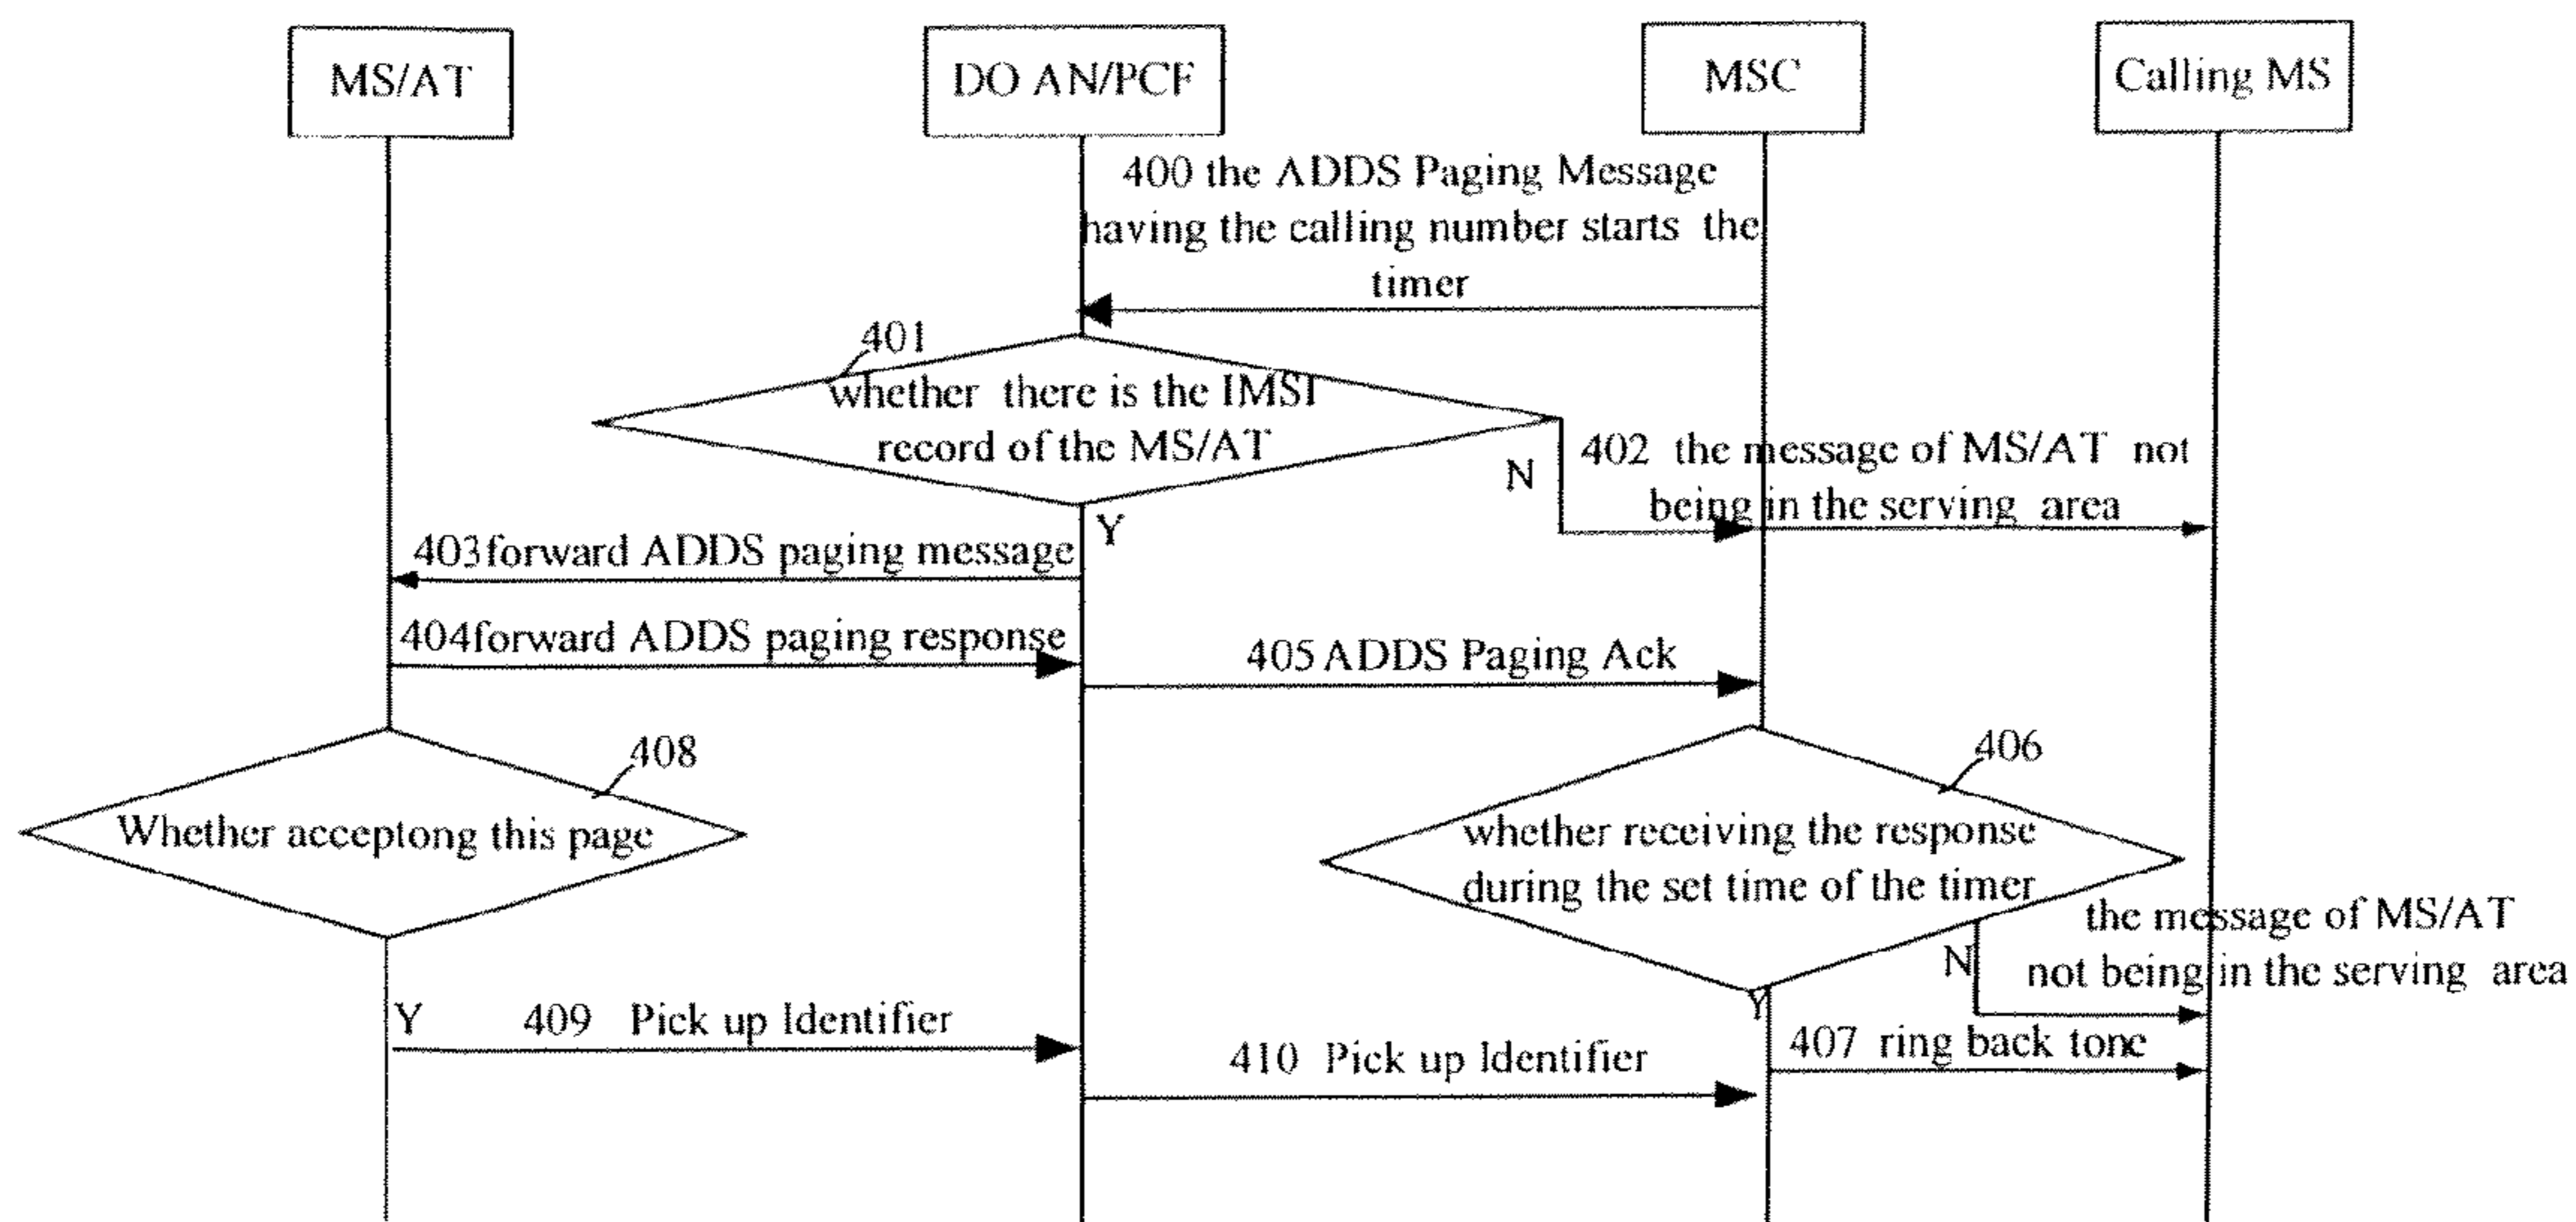 MS/AT
DO AN/PCF
MSC
Calling MS
400 the ADDS Paging Message
having the calling number starts the
timer
401
whether there is the IMSI
record of the MS/AT
N
402 the message of MS/AT not
being in the serving area
Y
403forward ADDS paging message
404forward ADDS paging response
405 ADDS Paging Ack
408
Whether acceptong this page
406
whether receiving the response
during the set time of the timer
N
the message of MS/AT
not being in the serving area
Y
Y
409 Pick up Identifier
407 ring back tone
410 Pick up Identifier